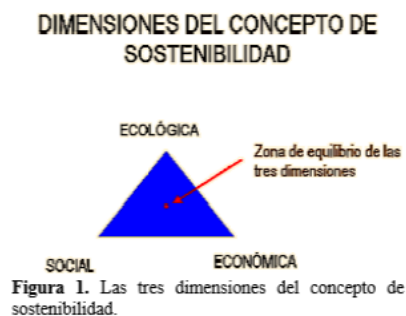 DIMENSIONES DEL CONCEPTO DE
SOSTENIBILIDAD
ECOLÓGICA
Zona de equilibrio de las
tres dimensiones
SOCIAL
ECONÓMICA
Figura 1. Las tres dimensiones del concepto de
sostenibilidad.